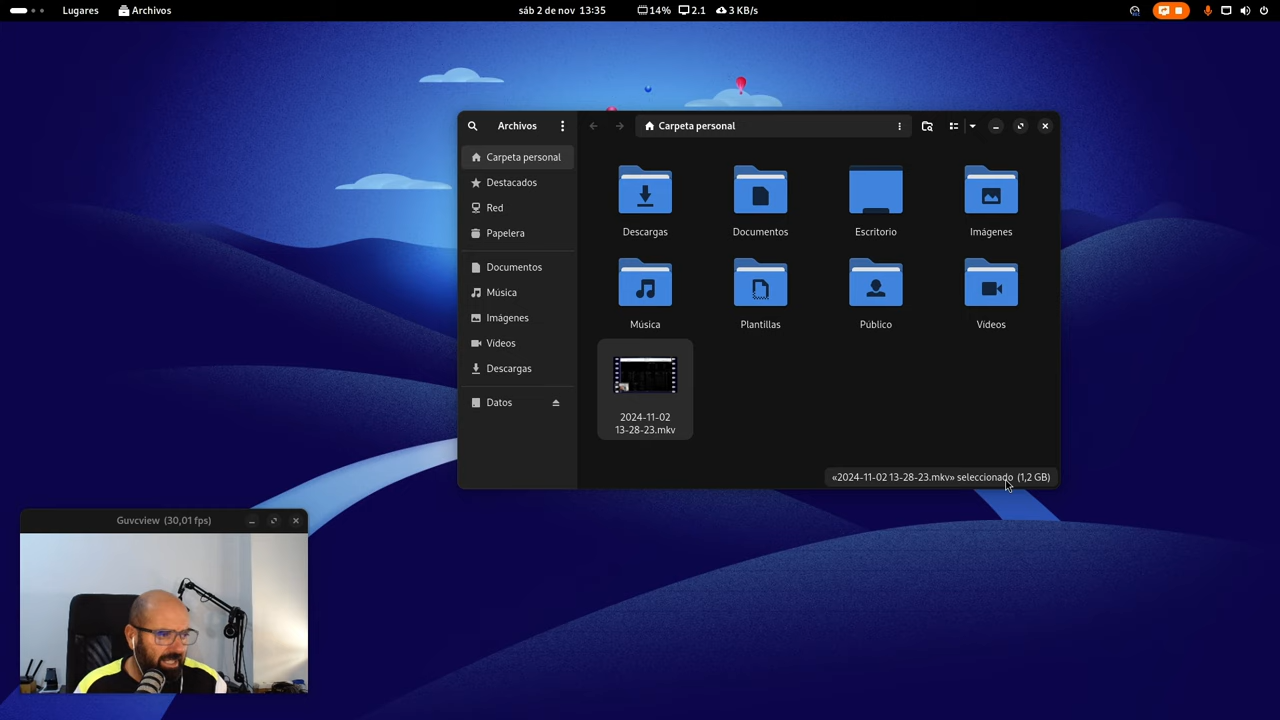 Lugares
Archivos
sáb 2 de nov 13:35
14%
2.1
3 KB/s
Archivos
Carpeta personal
Carpeta personal
Destacados
Red
Papelera
Documentos
Música
Imágenes
Vídeos
Descargas
Datos
Descargas
Documentos
Escritorio
Imágenes
Música
Plantillas
Público
Vídeos
2024-11-02
13-28-23.mkv
«2024-11-02 13-28-23.mkv» seleccionado (1,2 GB)
Guvcview (30,01 fps)